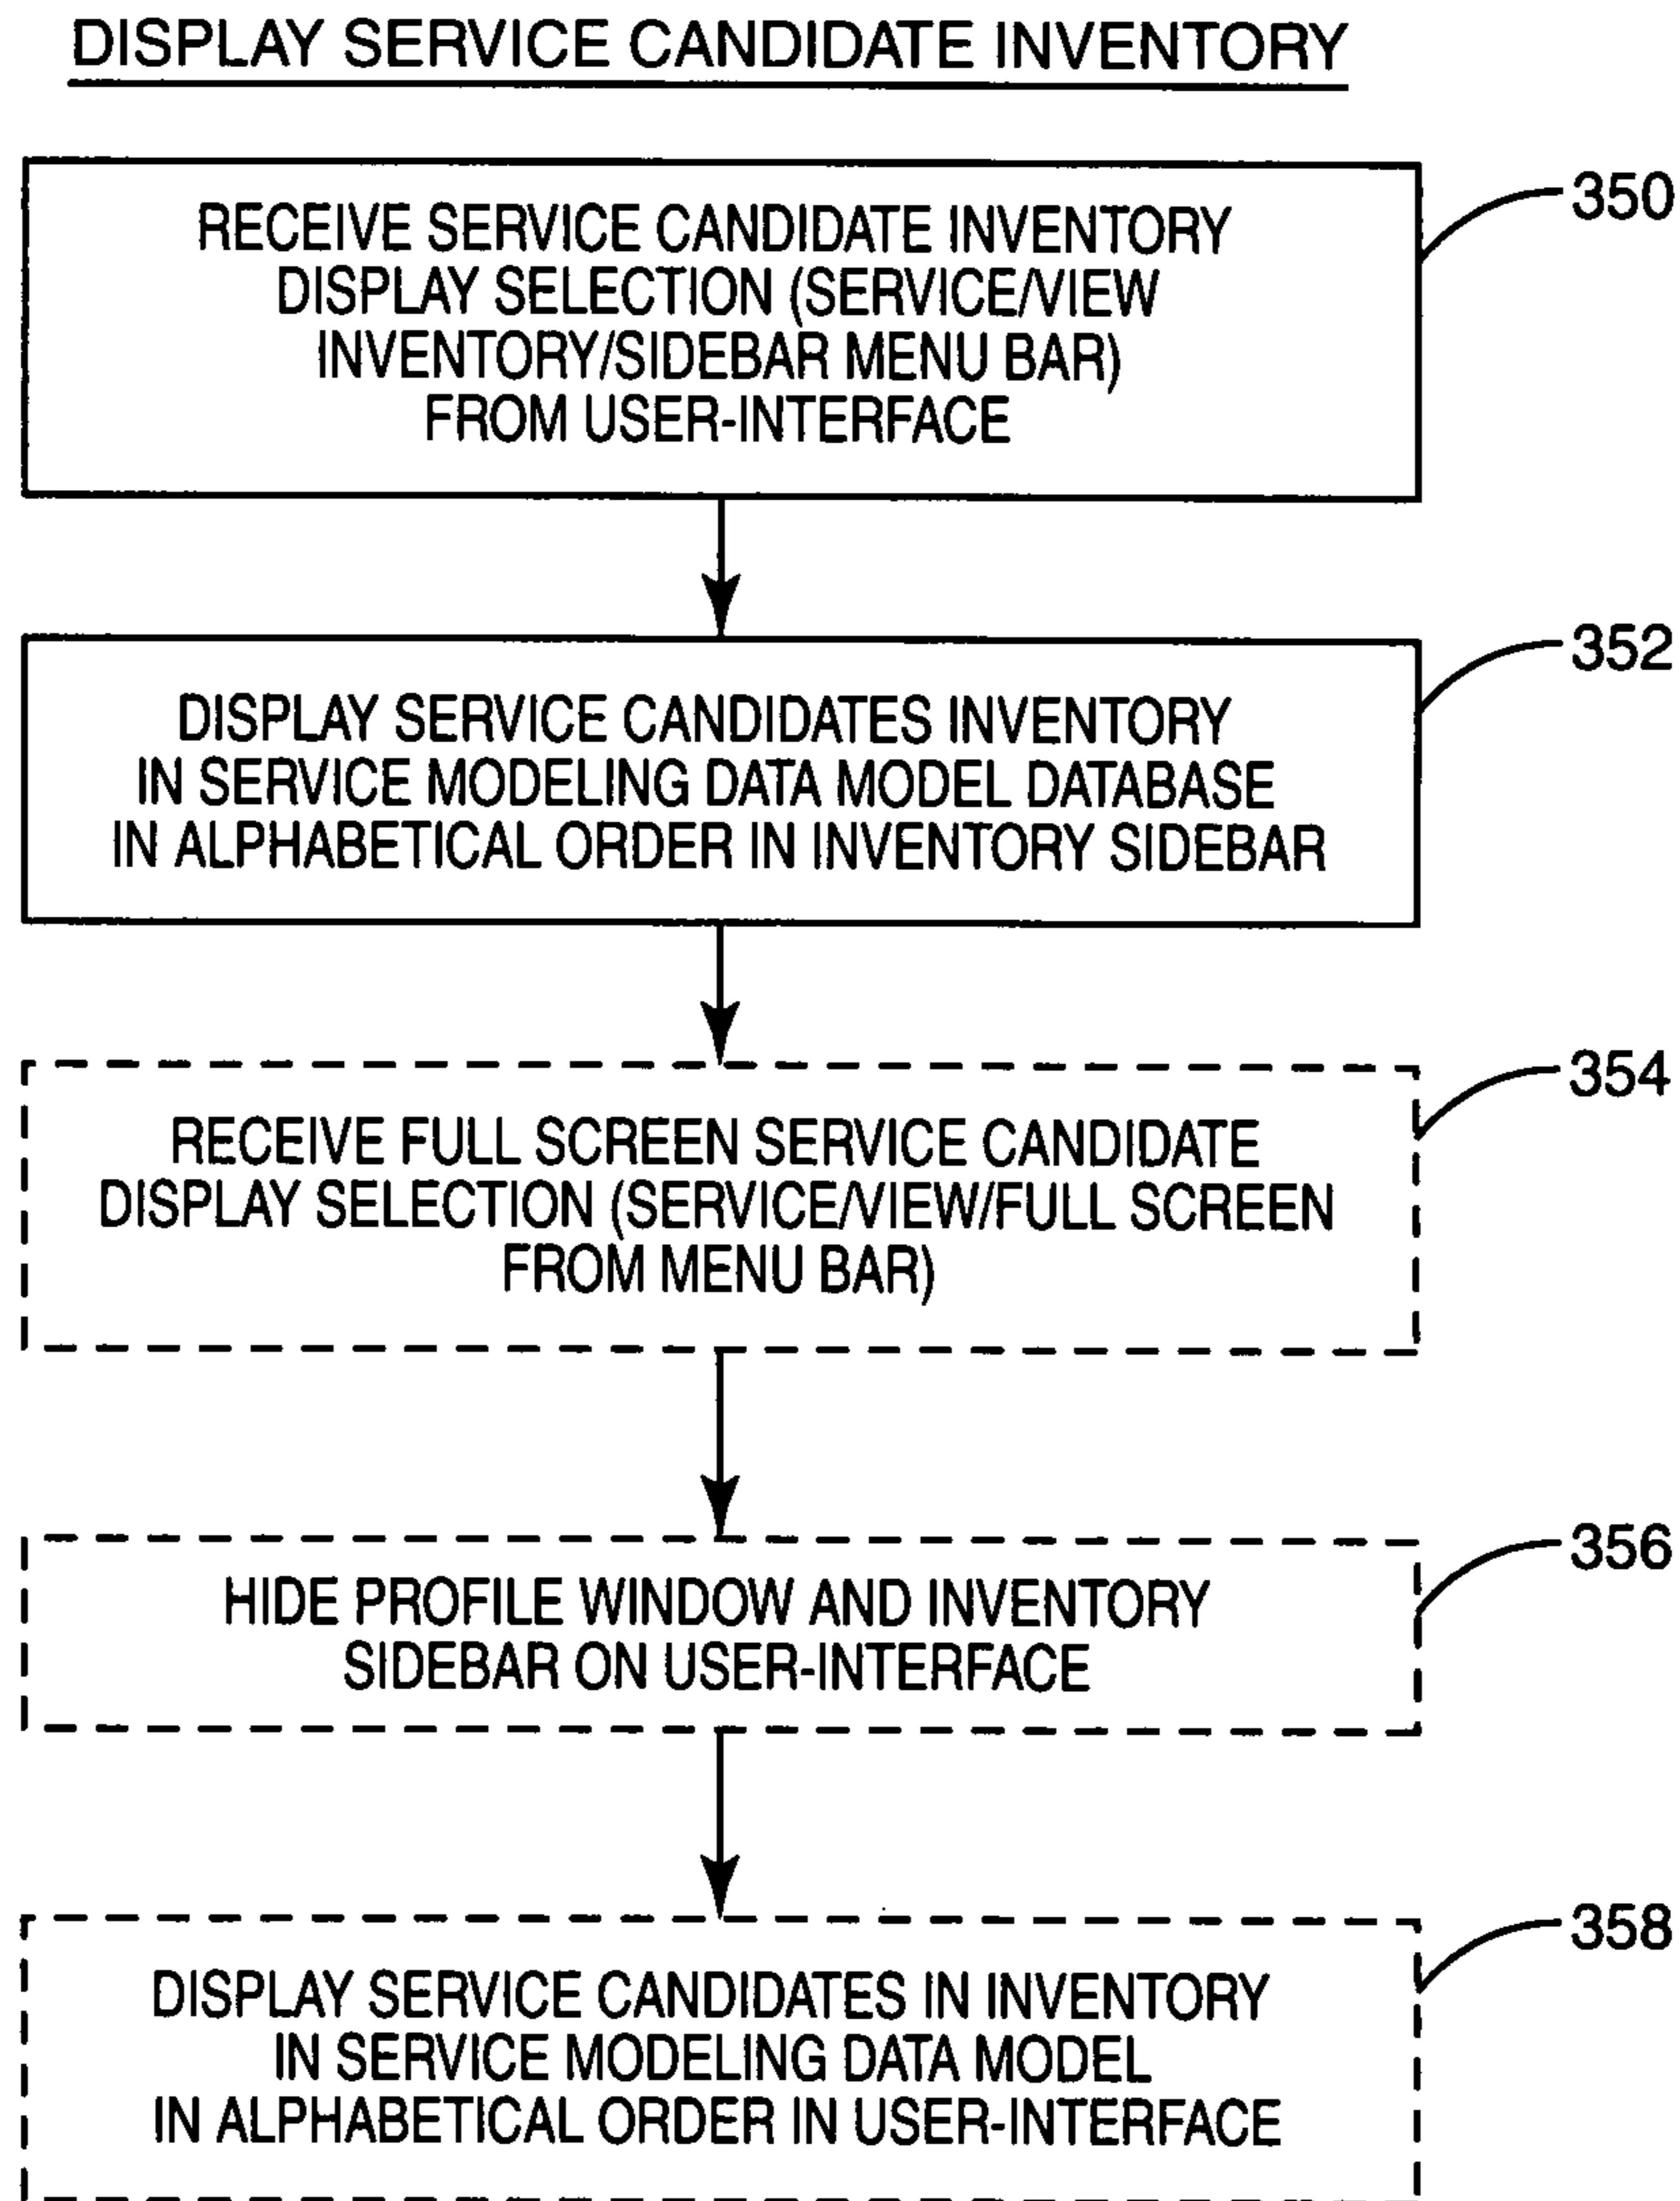 DISPLAY SERVICE CANDIDATE INVENTORY
RECEIVE SERVICE CANDIDATE INVENTORY
DISPLAY SELECTION (SERVICE/VIEW
INVENTORY/SIDEBAR MENU BAR)
FROM USER-INTERFACE
350
DISPLAY SERVICE CANDIDATES INVENTORY
IN SERVICE MODELING DATA MODEL DATABASE
IN ALPHABETICAL ORDER IN INVENTORY SIDEBAR
352
RECEIVE FULL SCREEN SERVICE CANDIDATE
DISPLAY SELECTION (SERVICE/VIEW/FULL SCREEN
FROM MENU BAR)
354
HIDE PROFILE WINDOW AND INVENTORY
SIDEBAR ON USER-INTERFACE
356
DISPLAY SERVICE CANDIDATES IN INVENTORY
IN SERVICE MODELING DATA MODEL
IN ALPHABETICAL ORDER IN USER-INTERFACE
358